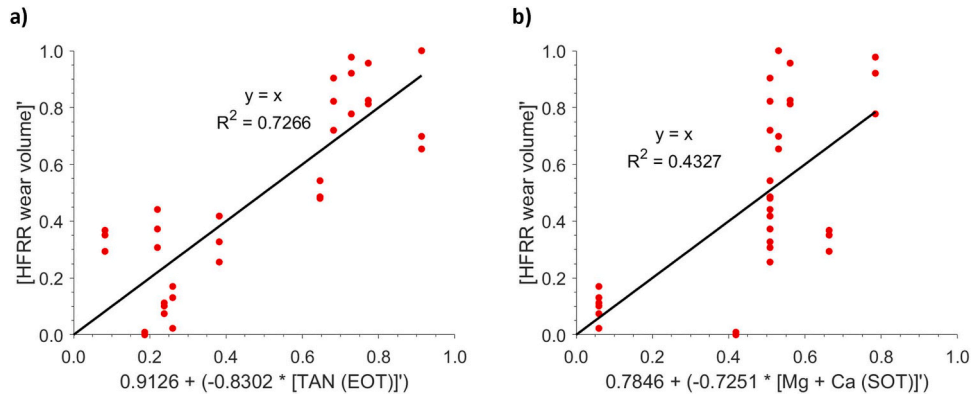 a)
[HFRR wear volume]'
1.0
0.8
0.6
0.4
0.2
0.0
y = x
R² = 0.7266
0.0 0.2 0.4 0.6 0.8 1.0
0.9126 + (-0.8302 * [TAN (EOT)]')
b)
[HFRR wear volume]'
1.0
0.8
0.6
0.4
0.2
0.0
y = x
R² = 0.4327
0.0 0.2 0.4 0.6 0.8 1.0
0.7846 + (-0.7251 * [Mg + Ca (SOT)]')